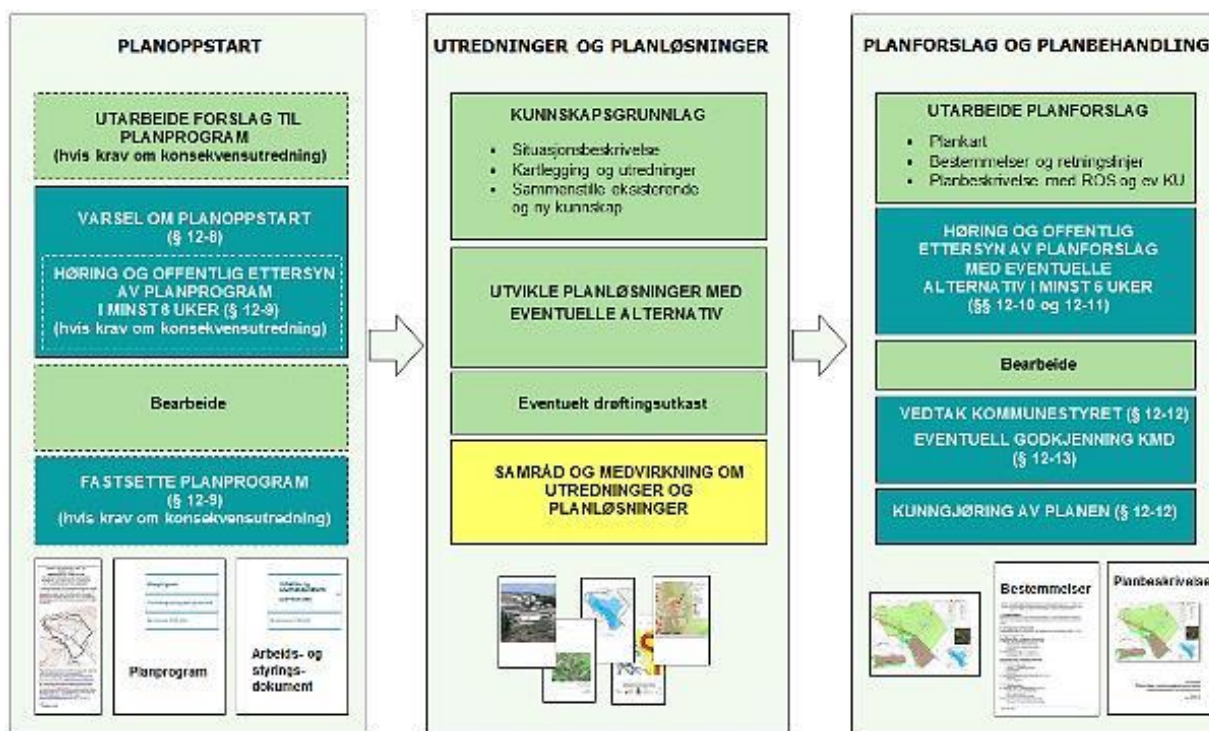 PLANOPPSTART
UTARBEIDE FORSLAG TIL
PLANPROGRAM
(hvis krav om konsekvensutredning)
VARSEL OM PLANOPPSTART
(§ 12-8)
HØRING OG OFFENTLIG ETTERSYN
AV PLANPROGRAM
I MINST 6 UKER (§ 12-9)
(hvis krav om konsekvensutredning)
Bearbeide
FASTSETTE PLANPROGRAM
(§ 12-9)
(hvis krav om konsekvensutredning)
Planprogram
Arbeids- og
styrings-
dokument
UTREDNINGER OG PLANLØSNINGER
KUNNSKAPSGRUNNLAG
• Situasjonsbeskrivelse
• Kartlegging og utredninger
• Sammenstille eksisterende
og ny kunnskap
UTVIKLE PLANLØSNINGER MED
EVENTUELLE ALTERNATIV
Eventuelt drøftingsutkast
SAMRÅD OG MEDVIRKNING OM
UTREDNINGER OG
PLANLØSNINGER
PLANFORSLAG OG PLANBEHANDLING
UTARBEIDE PLANFORSLAG
• Plankart
• Bestemmelser og retningslinjer
• Planbeskrivelse med ROS og ev KU
HØRING OG OFFENTLIG
ETTERSYN AV PLANFORSLAG
MED EVENTUELLE
ALTERNATIV I MINST 6 UKER
(§§ 12-10 og 12-11)
Bearbeide
VEDTAK KOMMUNESTYRET (§ 12-12)
EVENTUELL GODKJENNING KMD
(§ 12-13)
KUNNGJØRING AV PLANEN (§ 12-12)
Bestemmelser
Planbeskrivelse